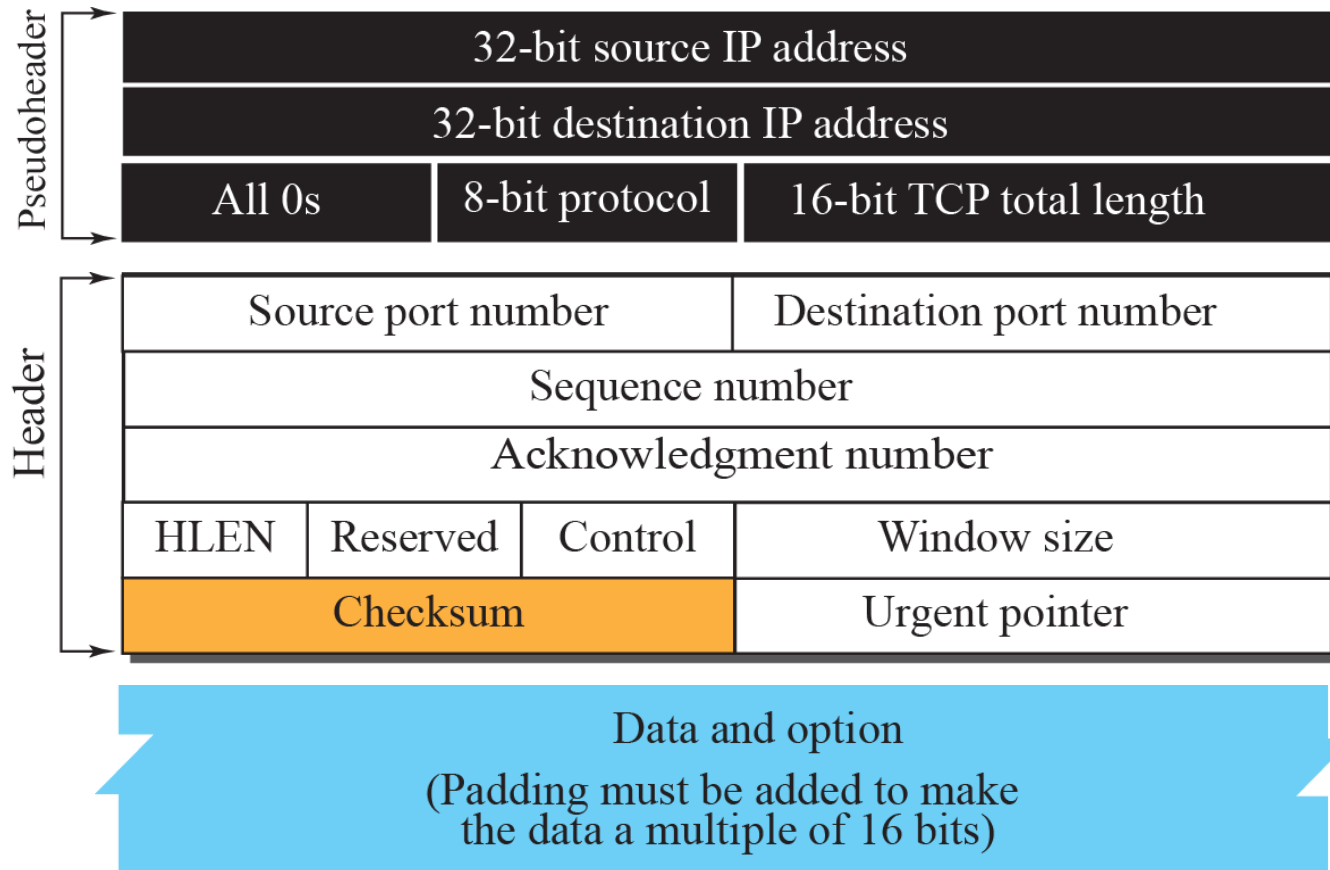 Pseudoheader
32-bit source IP address
32-bit destination IP address
All 0s
8-bit protocol
16-bit TCP total length
Header
Source port number
Destination port number
Sequence number
Acknowledgment number
HLEN
Reserved
Control
Window size
Checksum
Urgent pointer
Data and option
(Padding must be added to make
the data a multiple of 16 bits)